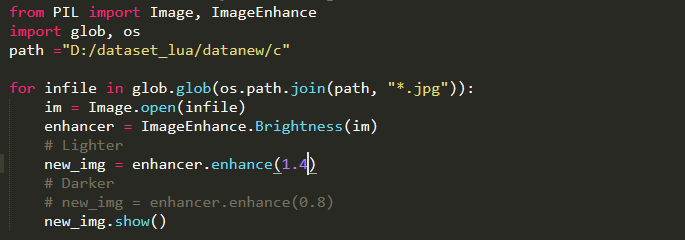 from PIL import Image, ImageEnhance
import glob, os
path ="D:/dataset_lua/datanew/c"

for infile in glob.glob(os.path.join(path, "*.jpg")):
    im = Image.open(infile)
    enhancer = ImageEnhance.Brightness(im)
    # Lighter
    new_img = enhancer.enhance(1.4)
    # Darker
    # new_img = enhancer.enhance(0.8)
    new_img.show()